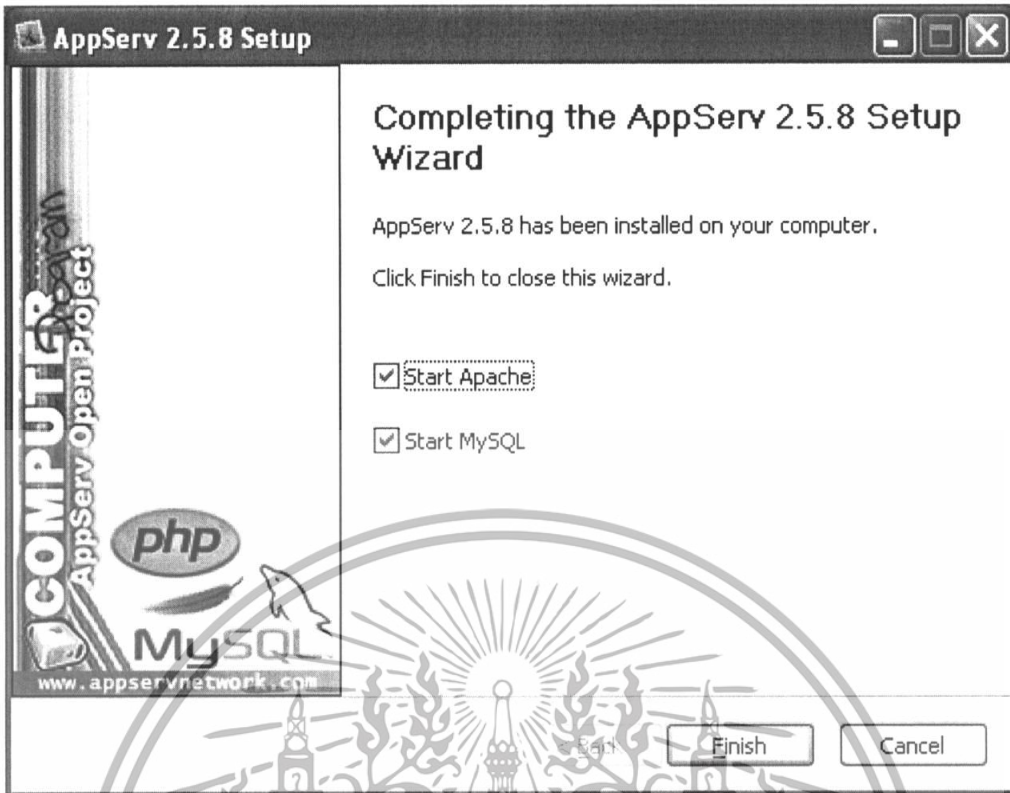 AppServ 2.5.8 Setup
Completing the AppServ 2.5.8 Setup
Wizard
AppServ 2.5.8 has been installed on your computer.
Click Finish to close this wizard.
Start Apache
Start MySQL
COMPUTER
program
AppServ Open Project
php
MySQL
www.appservnetwork.com
< Back
Finish
Cancel